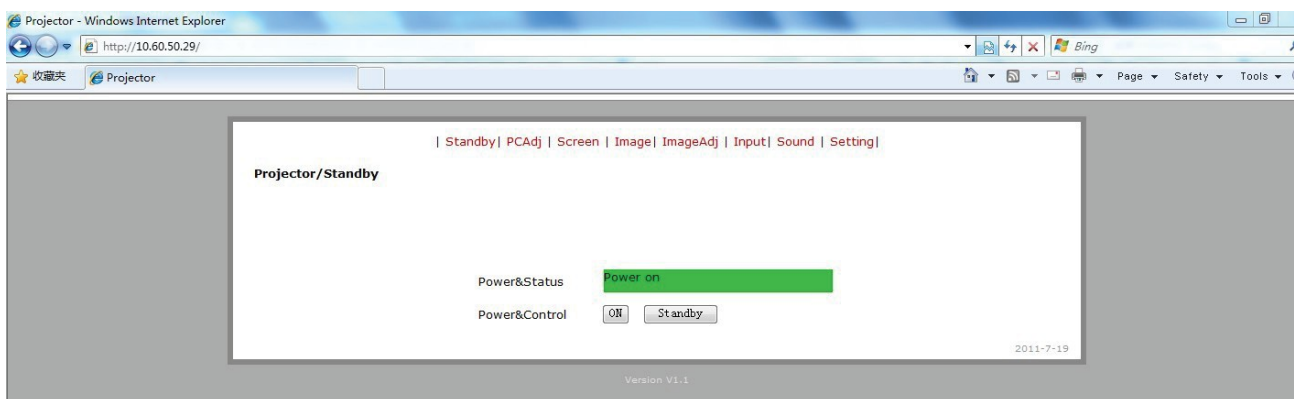 Projector - Windows Internet Explorer
http://10.60.50.29/
Bing
收藏夹 Projector Page Safety Tools
| Standby| PCAdj | Screen | Image| ImageAdj | Input| Sound | Setting|
Projector/Standby
Power&Status Power on
Power&Control ON Standby
2011-7-19
Version V1.1